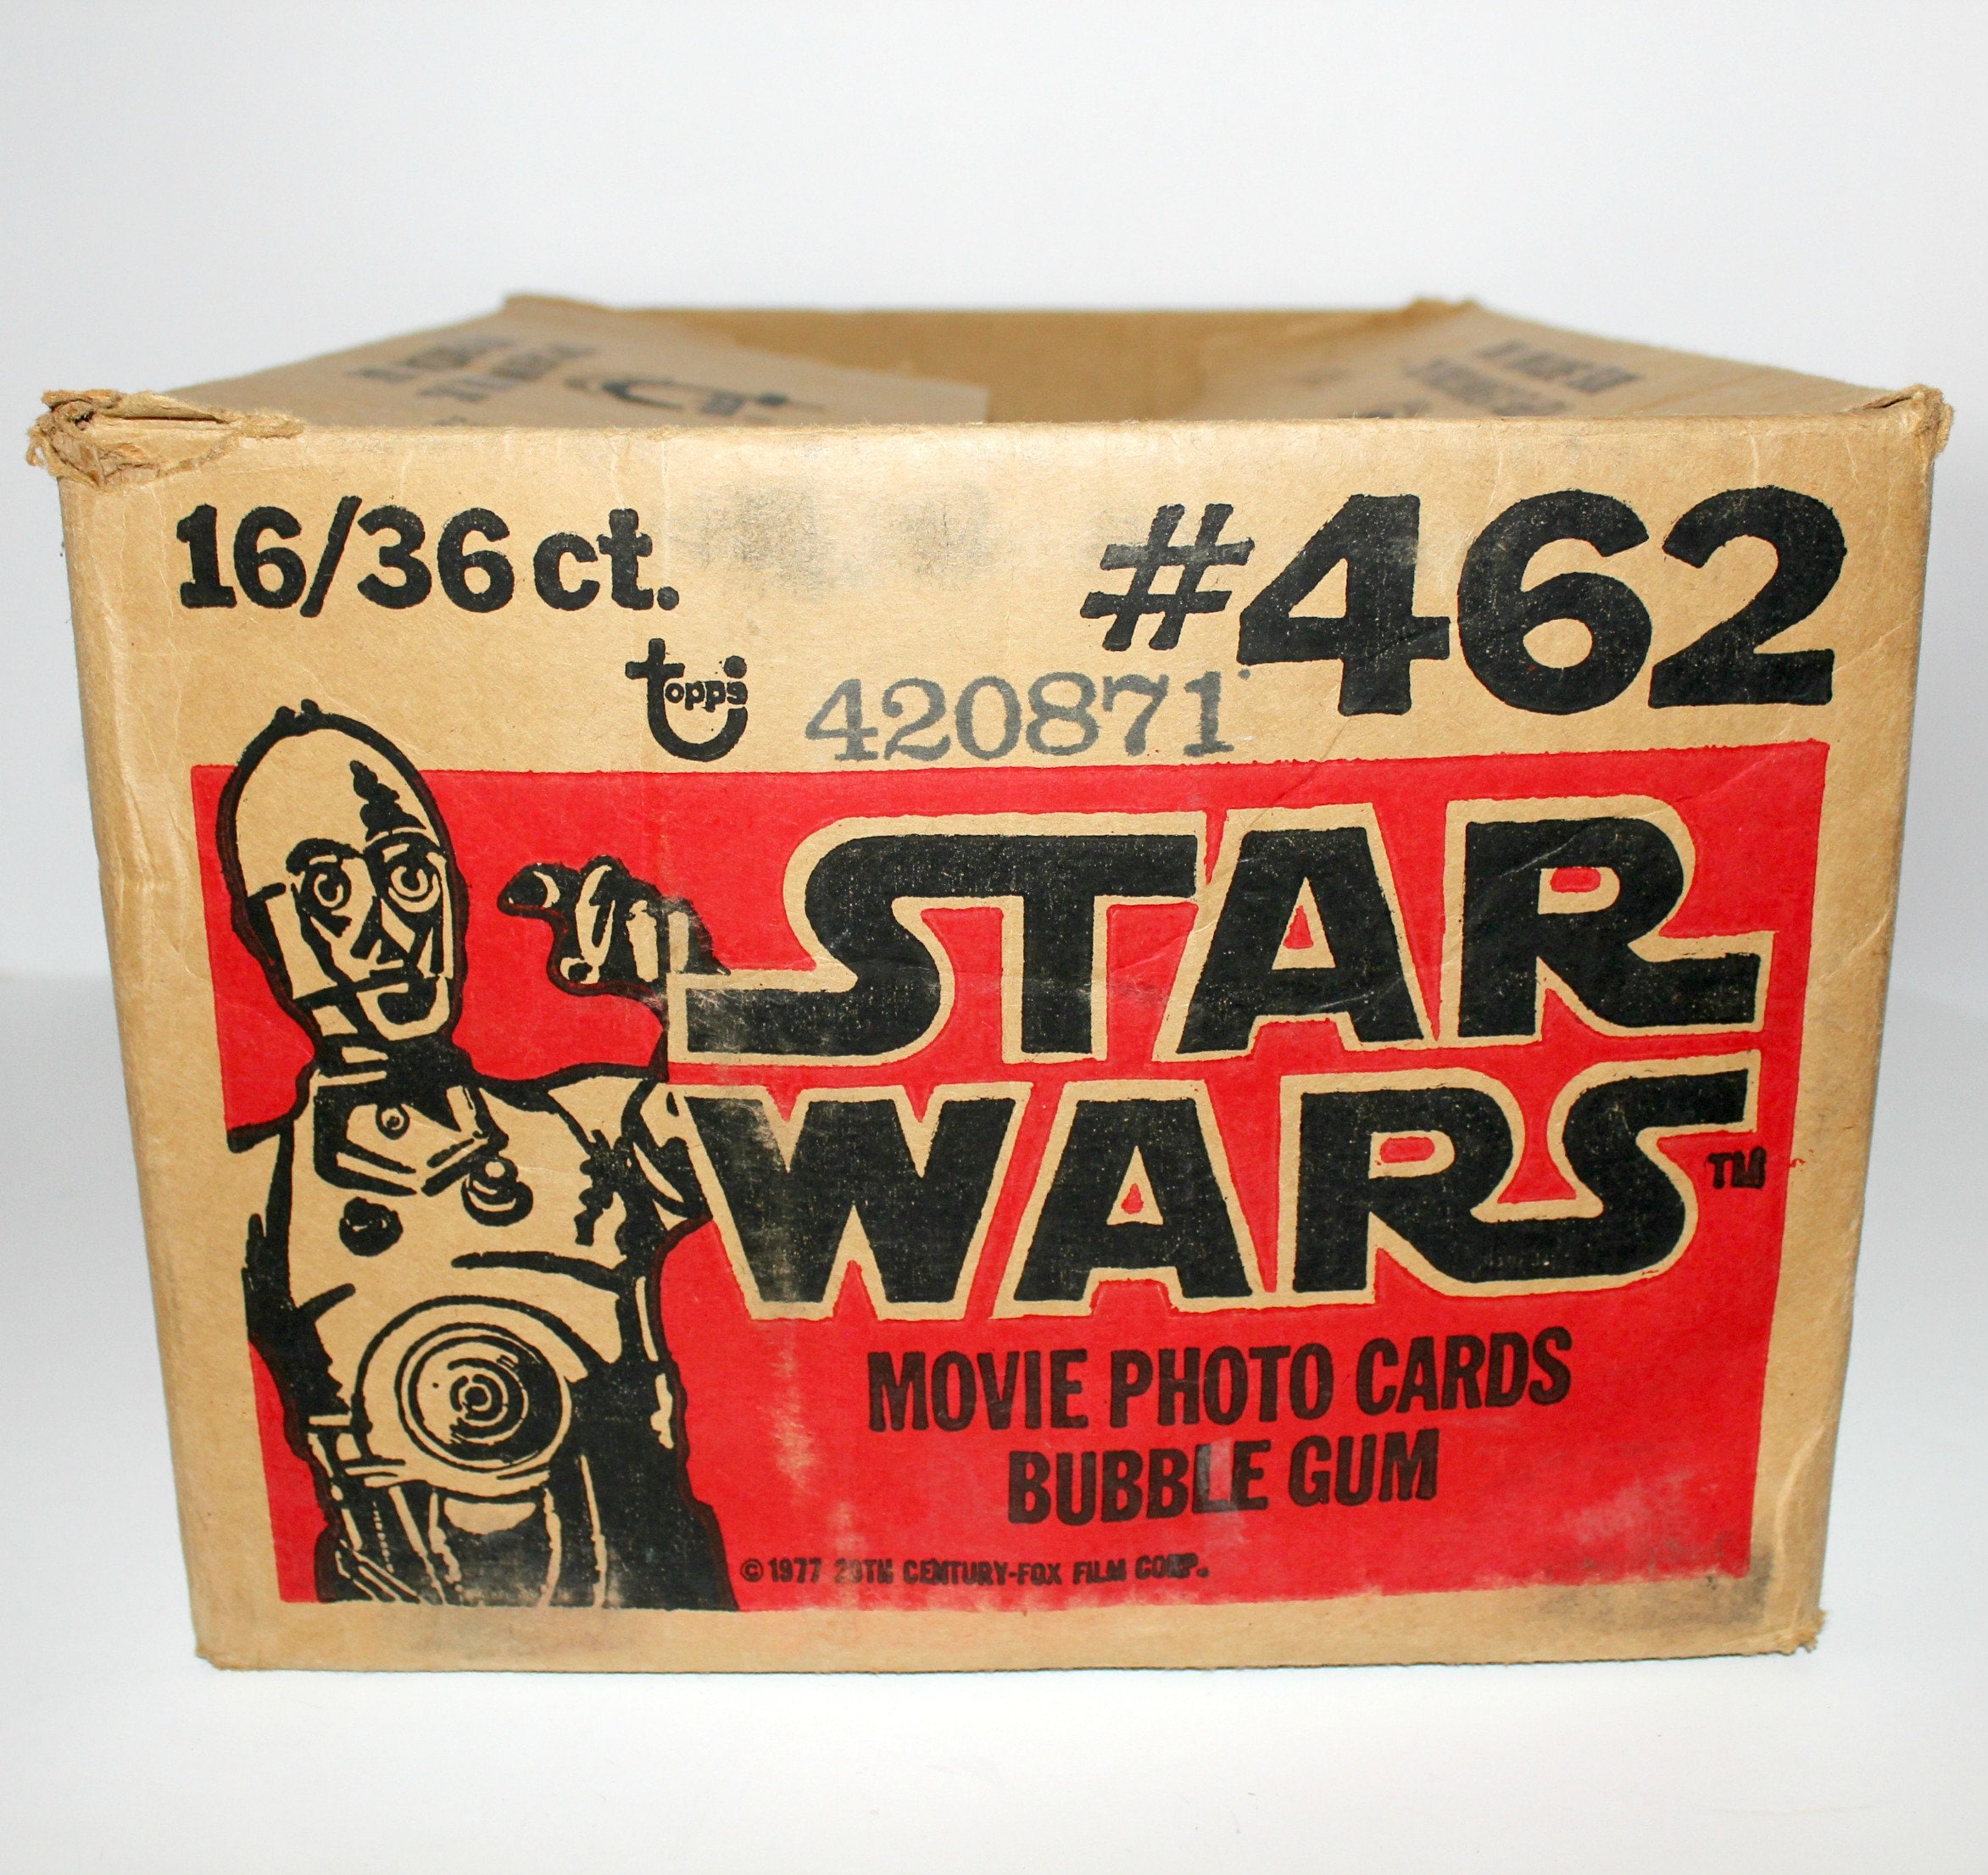 16/36 ct.
#462
topps
420871
STAR
WARS
TM
MOVIE PHOTO CARDS
BUBBLE GUM
© 1977 20TH CENTURY-FOX FILM CORP.